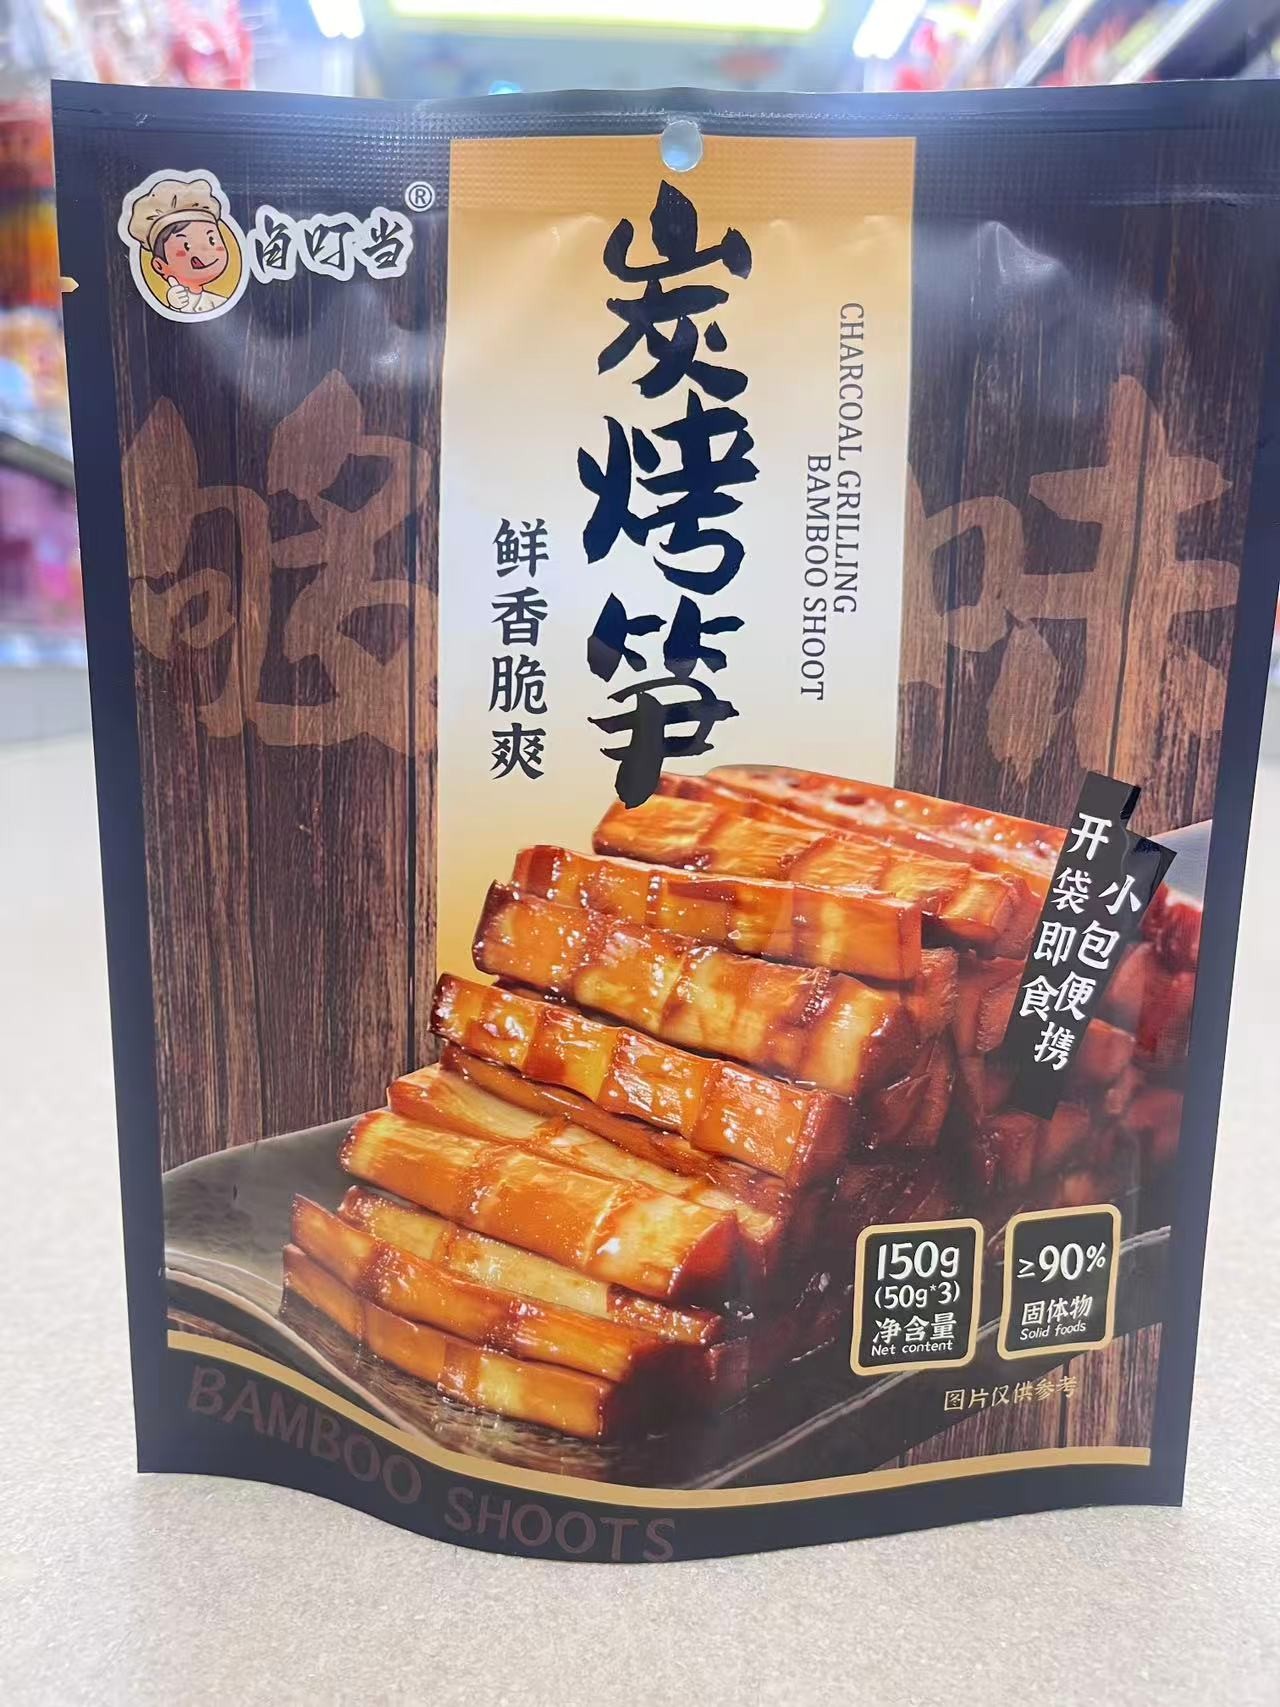 卤叮当®
炭烤笋
CHARCOAL GRILLING
BAMBOO SHOOT
鲜香脆爽
够味
小包便携
开袋即食
150g
(50g*3)
净含量
Net content
≥90%
固体物
Solid foods
图片仅供参考
BAMBOO SHOOTS